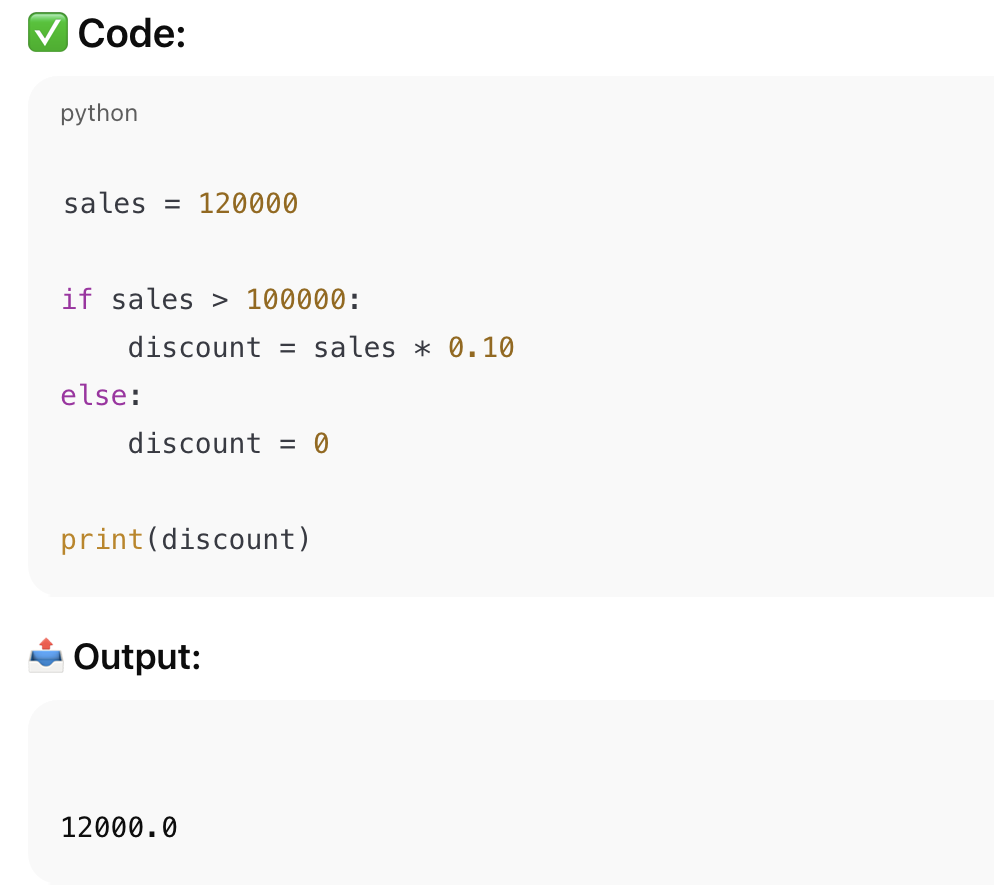 ✅ Code:
python
sales = 120000
if sales > 100000:
    discount = sales * 0.10
else:
    discount = 0
print(discount)
📤 Output:
12000.0